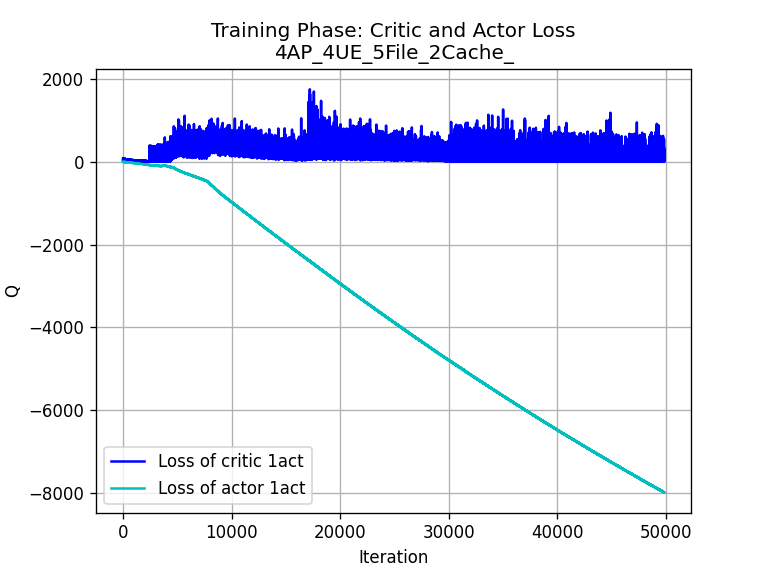 Training Phase: Critic and Actor Loss
4AP_4UE_5File_2Cache_
2000
0
−2000
−4000
−6000
−8000
Q
Loss of critic 1act
Loss of actor 1act
0 10000 20000 30000 40000 50000
Iteration